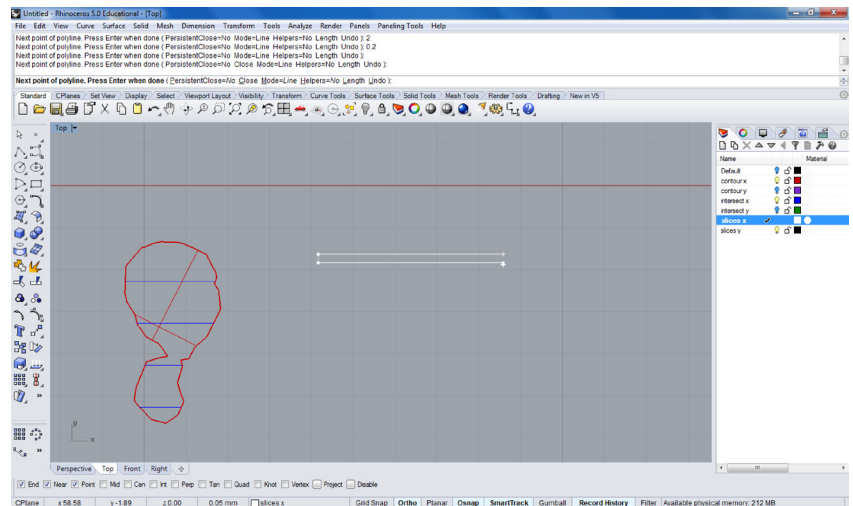 Untitled - Rhinoceros 5.0 Educational - [Top]
File Edit View Curve Surface Solid Mesh Dimension Transform Tools Analyze Render Panels Paneling Tools Help
Next point of polyline. Press Enter when done ( PersistentClose=No Mode=Line Helpers=No Length Undo ): 2
Next point of polyline. Press Enter when done ( PersistentClose=No Mode=Line Helpers=No Length Undo ): 0.2
Next point of polyline. Press Enter when done ( PersistentClose=No Mode=Line Helpers=No Length Undo ):
Next point of polyline. Press Enter when done ( PersistentClose=No Close Mode=Line Helpers=No Length Undo ):
Next point of polyline. Press Enter when done ( PersistentClose=No Close Mode=Line Helpers=No Length Undo ):
Standard CPlanes Set View Display Select Viewport Layout Visibility Transform Curve Tools Surface Tools Solid Tools Mesh Tools Render Tools Drafting New in V5
Top
Name Material
Default
contour x
contour y
intersect x
intersect y
slices x
slices y
y
x
Perspective Top Front Right
End Near Point Mid Cen Int Perp Tan Quad Knot Vertex Project Disable
CPlane x 58.58 y -1.89 z 0.00 0.05 mm slices x Grid Snap Ortho Planar Osnap SmartTrack Gumball Record History Filter Available physical memory: 212 MB